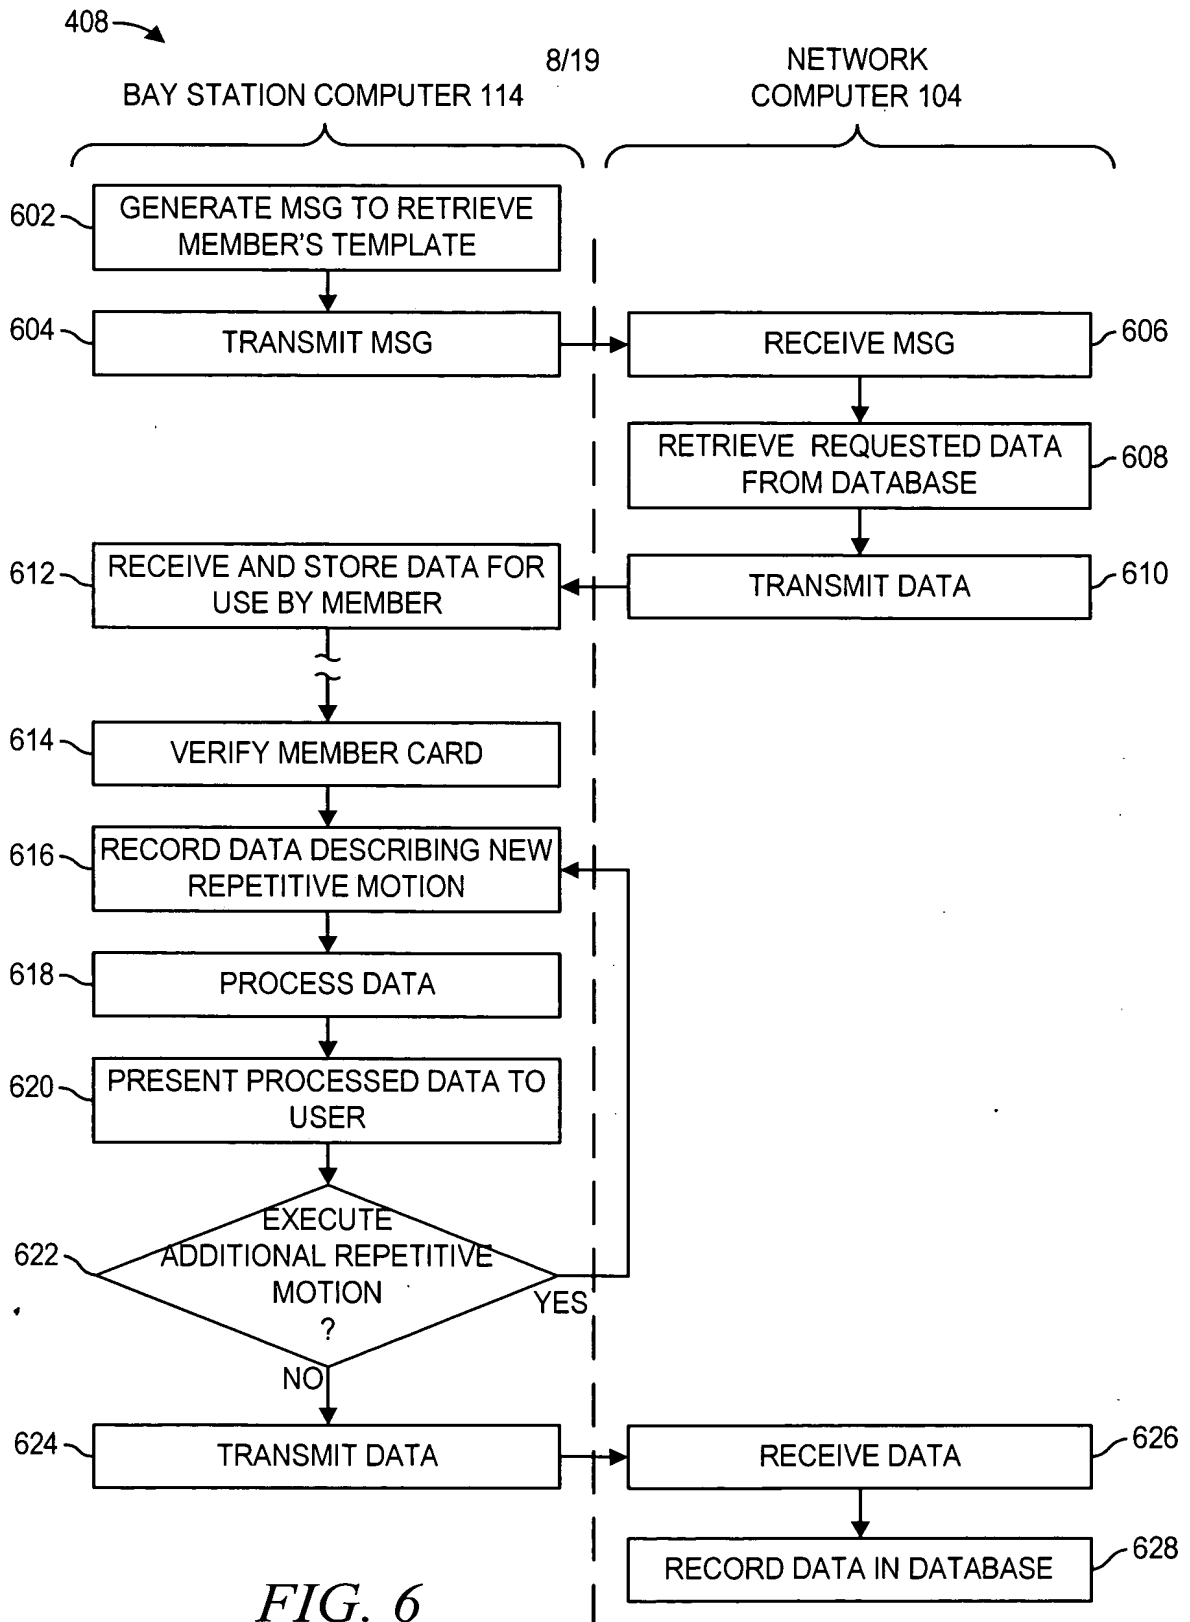 408
8/19
BAY STATION COMPUTER 114
NETWORK
COMPUTER 104
602
GENERATE MSG TO RETRIEVE
MEMBER'S TEMPLATE
604
TRANSMIT MSG
RECEIVE MSG
606
RETRIEVE REQUESTED DATA
FROM DATABASE
608
612
RECEIVE AND STORE DATA FOR
USE BY MEMBER
TRANSMIT DATA
610
614
VERIFY MEMBER CARD
616
RECORD DATA DESCRIBING NEW
REPETITIVE MOTION
618
PROCESS DATA
620
PRESENT PROCESSED DATA TO
USER
622
EXECUTE
ADDITIONAL REPETITIVE
MOTION
?
YES
NO
624
TRANSMIT DATA
RECEIVE DATA
626
RECORD DATA IN DATABASE
628
FIG. 6